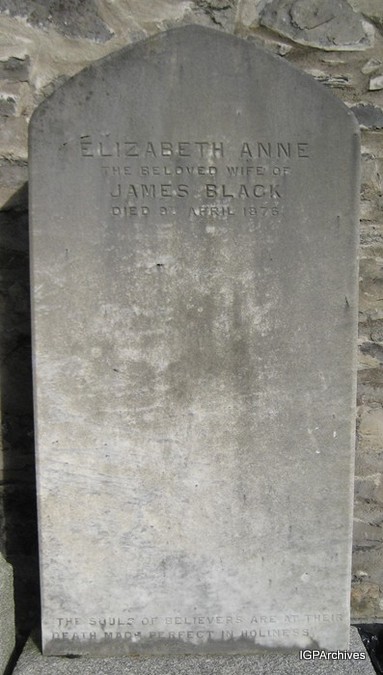 ELIZABETH ANNE
THE BELOVED WIFE OF
JAMES BLACK
DIED APRIL 1876
THE SOULS OF BELIEVERS ARE AT THEIR
DEATH MADE PERFECT IN HOLINESS.
IGPArchives